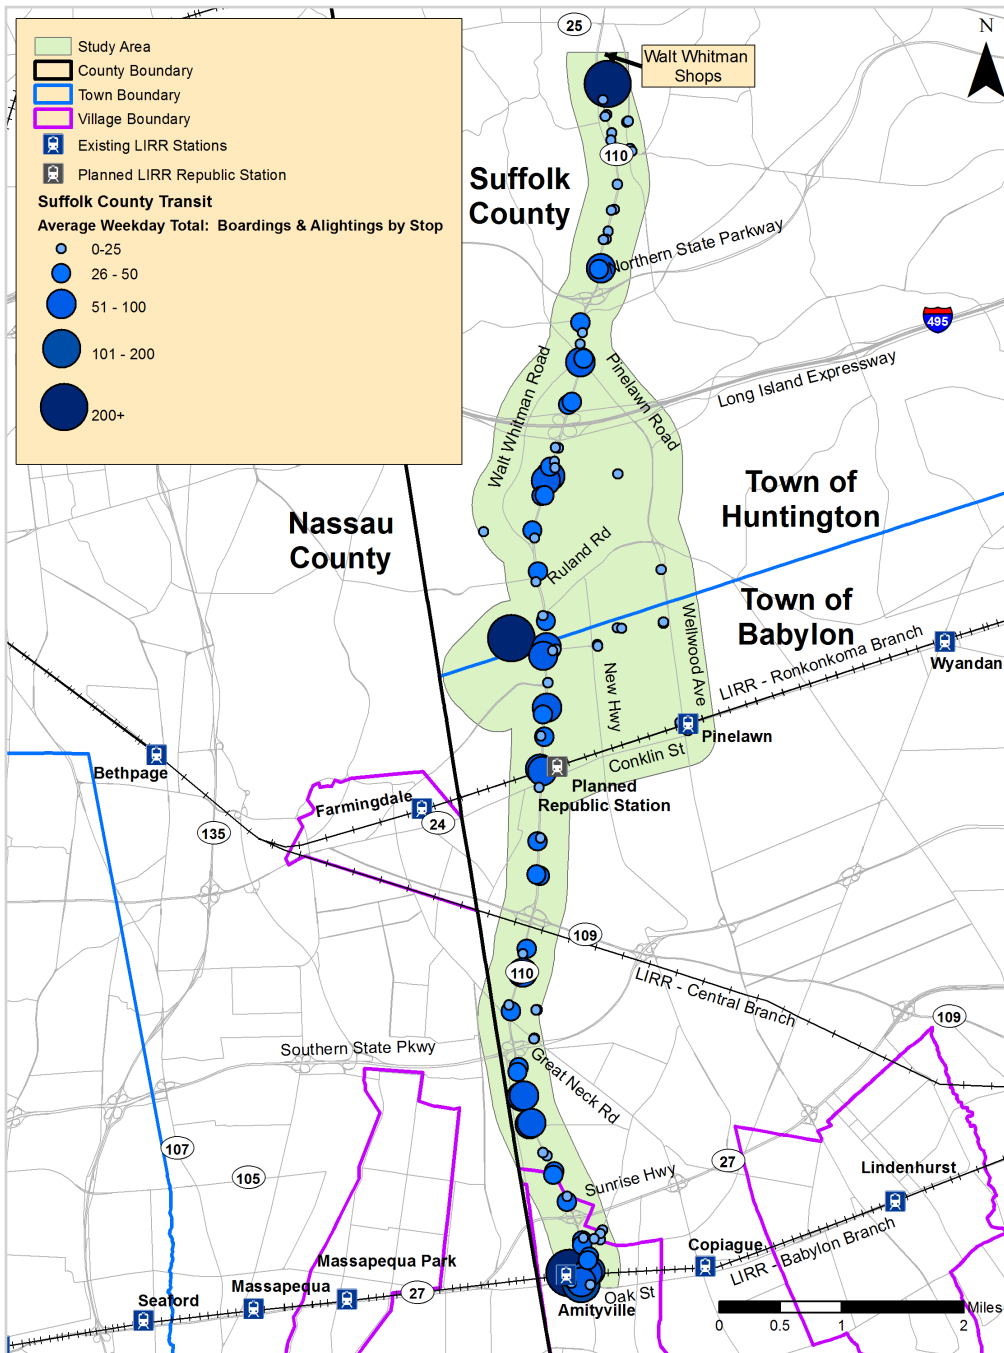 25
N
Walt Whitman
Shops
Study Area
County Boundary
Town Boundary
Village Boundary
Existing LIRR Stations
Planned LIRR Republic Station
Suffolk County Transit
Average Weekday Total:  Boardings & Alightings by Stop
0-25
26 - 50
51 - 100
101 - 200
200+
110
Suffolk
County
Northern State Parkway
495
Long Island Expressway
Walt Whitman Road
Pinelawn Road
Town of
Huntington
Nassau
County
Ruland Rd
Town of
Babylon
Wellwood Ave
LIRR - Ronkonkoma Branch
Wyandan
New Hwy
Pinelawn
Conklin St
Bethpage
Planned
Republic Station
Farmingdale
24
135
109
110
LIRR - Central Branch
109
Southern State Pkwy
Great Neck Rd
107
105
27
Sunrise Hwy
Lindenhurst
Copiague
LIRR - Babylon Branch
Massapequa Park
Massapequa
27
Seaford
Oak St
Amityville
Miles
0
0.5
1
2